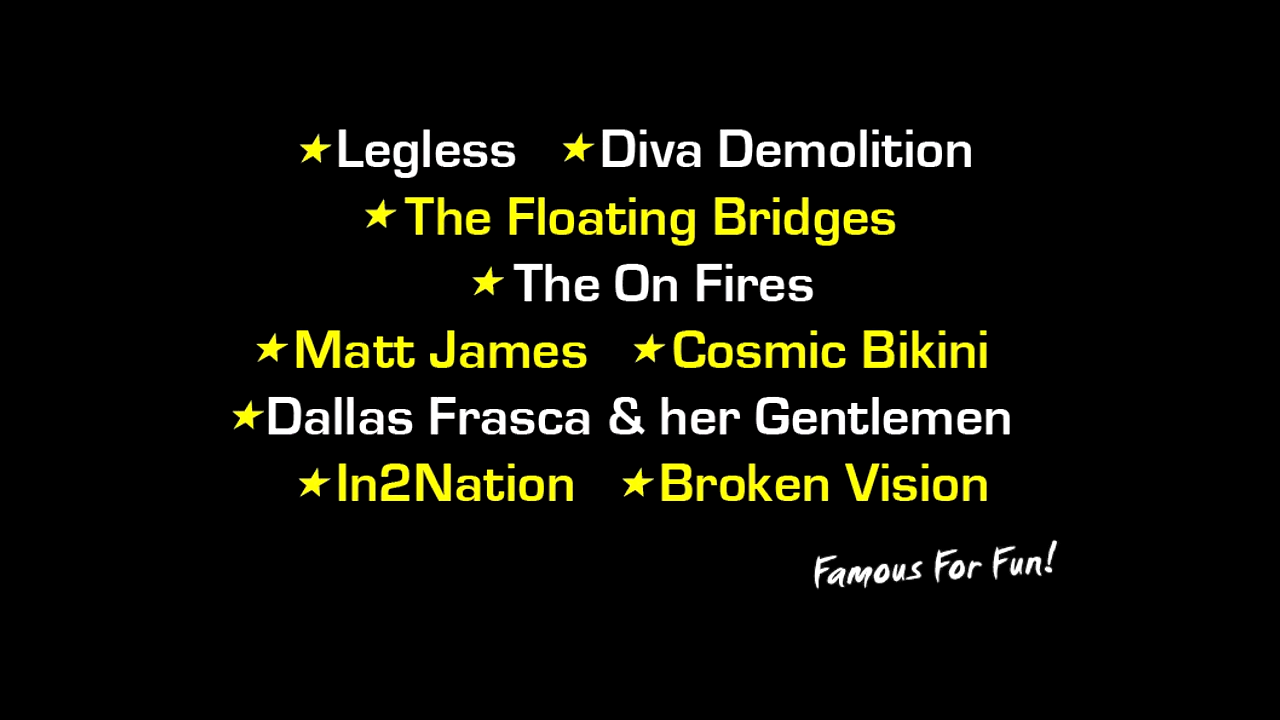 ★Legless ★Diva Demolition
★The Floating Bridges
★The On Fires
★Matt James ★Cosmic Bikini
★Dallas Frasca & her Gentlemen
★In2Nation ★Broken Vision
Famous For Fun!